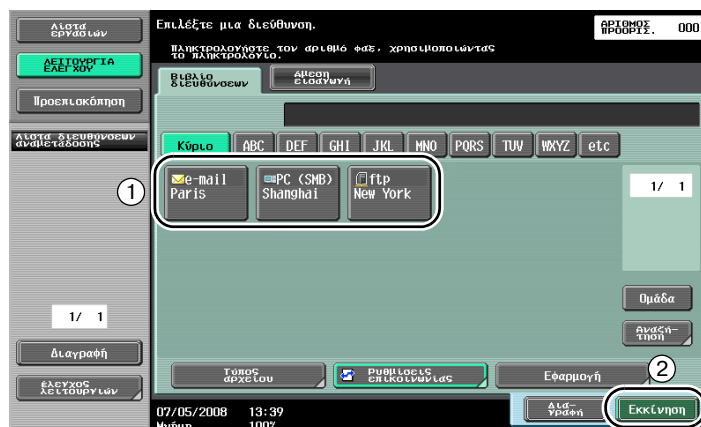 Λίστα
εργασιών
ΛΕΙΤΟΥΡΓΙΑ
ΕΛΕΓΧΟΥ
Προεπισκόπηση
Λίστα διευθύνσεων
αναμετάδοσης
1/ 1
Διαγραφή
Έλεγχος
λειτουργιών
Επιλέξτε μια διεύθυνση.
ΑΡΙΘΜΟΣ
ΠΡΟΟΡΙΣ. 000
Πληκτρολογήστε τον αριθμό φαξ, χρησιμοποιώντας
το πληκτρολόγιο.
Βιβλίο
διευθύνσεων
Άμεση
εισαγωγή
Κύριο ABC DEF GHI JKL MNO PQRS TUV WXYZ etc
1
e-mail
Paris
PC (SMB)
Shanghai
ftp
New York
1/ 1
Ομάδα
Αναζή-
τηση
Τύπος
αρχείου
Ρυθμίσεις
επικοινωνίας
Εφαρμογή
2
07/05/2008 13:39
Μνήμη 100%
Δια-
γραφή
Εκκίνηση